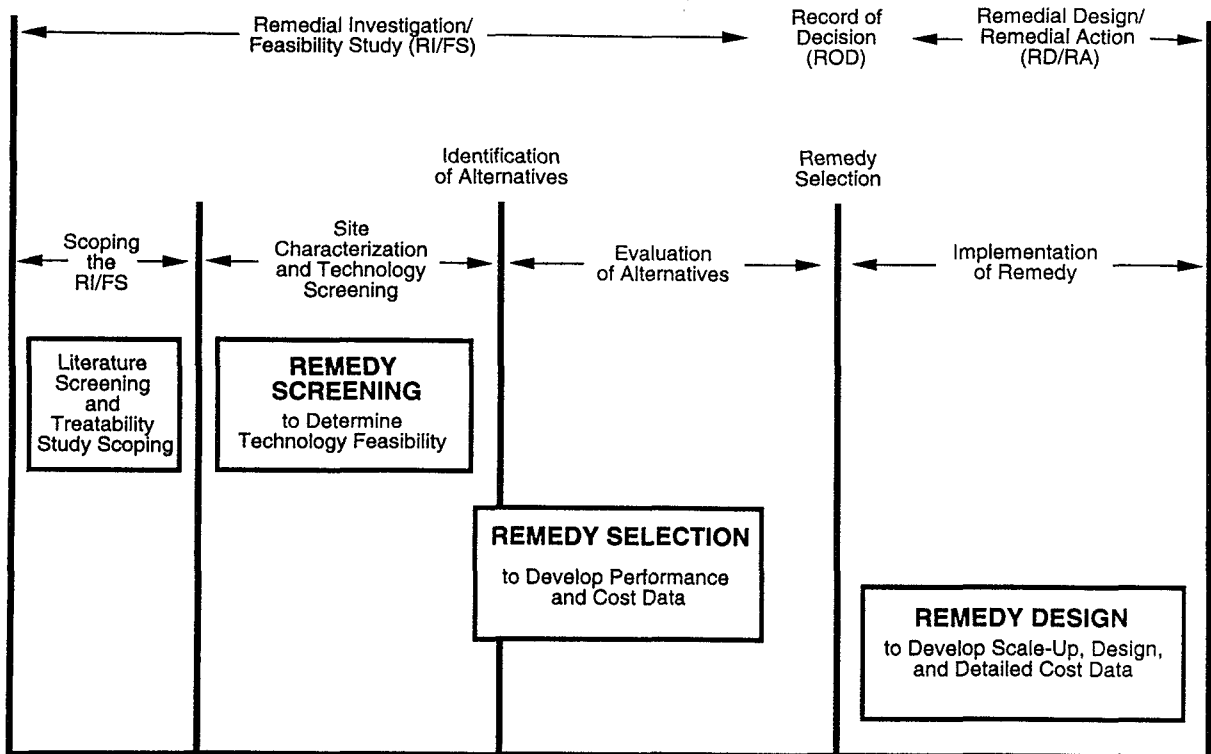 Remedial Investigation/
Feasibility Study (RI/FS)
Record of
Decision
(ROD)
Remedial Design/
Remedial Action
(RD/RA)
Identification
of Alternatives
Remedy
Selection
Scoping
the
RI/FS
Site
Characterization
and Technology
Screening
Evaluation
of Alternatives
Implementation
of Remedy
Literature
Screening
and
Treatability
Study Scoping
REMEDY
SCREENING
to Determine
Technology Feasibility
REMEDY SELECTION
to Develop Performance
and Cost Data
REMEDY DESIGN
to Develop Scale-Up, Design,
and Detailed Cost Data